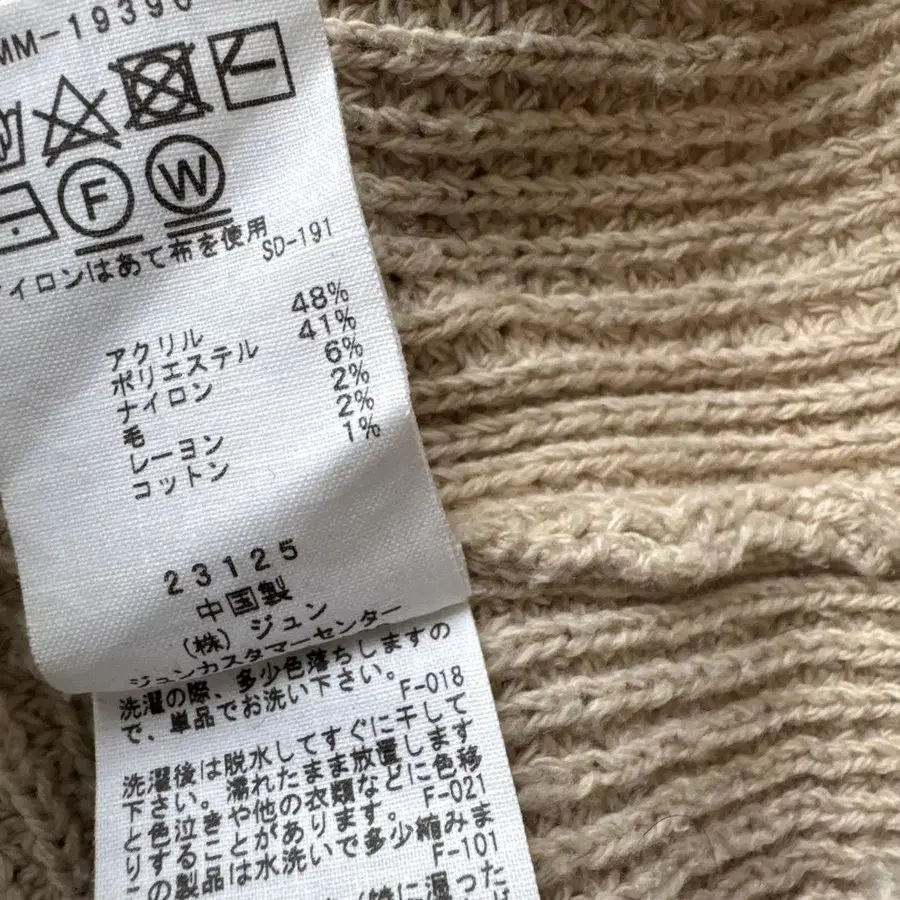 MM-19396
F W
アイロンはあて布を使用
SD-191
アクリル 48%
ポリエステル 41%
ナイロン 6%
毛 2%
レーヨン 2%
コットン 1%
23125
中国製
(株) ジュン
ジュンカスタマーセンター
洗濯の際、多少色落ちしますの
で、単品でお洗い下さい。
F-018
洗濯後は脱水してすぐに干して
下さい。濡れたまま放置します
と色泣きや他の衣類などに色移
りすることがあります。
F-021
この製品は水洗いで多少縮みま
F-101
(特に湿った